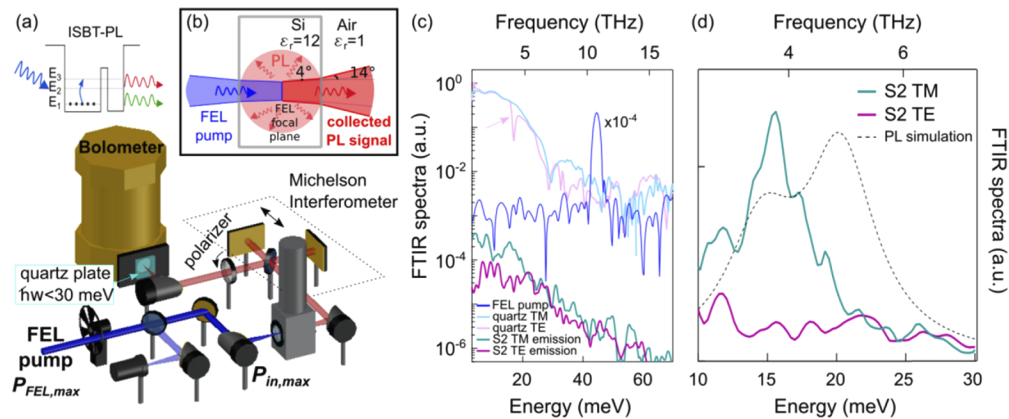 (a)
ISBT-PL
E3
E2
E1
Bolometer
quartz plate
ħw<30 meV
FEL
pump
PFEL,max
Pin,max
polarizer
Michelson
Interferometer
(b)
Si
εr=12
Air
εr=1
PL
4°
14°
FEL
pump
FEL
focal
plane
collected
PL signal
(c)
Frequency (THz)
5
10
15
FTIR spectra (a.u.)
10^0
10^-2
10^-4
10^-6
x10^-4
FEL pump
quartz TM
quartz TE
S2 TM emission
S2 TE emission
20
40
60
Energy (meV)
(d)
Frequency (THz)
4
6
S2 TM
S2 TE
PL simulation
FTIR spectra (a.u.)
10
15
20
25
30
Energy (meV)